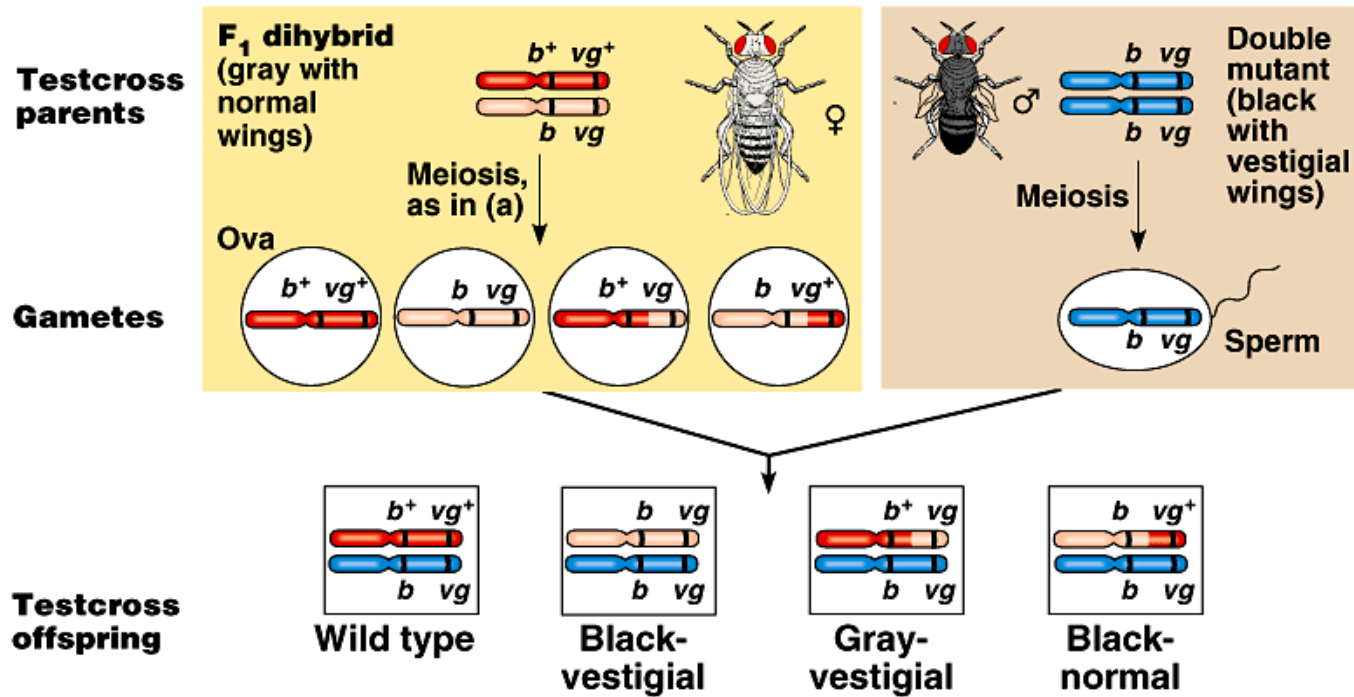 Testcross
parents
F1 dihybrid
(gray with
normal
wings)
b+ vg+
b vg
♀
Meiosis,
as in (a)
♂
b vg
b vg
Double
mutant
(black
with
vestigial
wings)
Meiosis
Gametes
Ova
b+ vg+
b vg
b+ vg
b vg+
b vg
Sperm
Testcross
offspring
b+ vg+
b vg
Wild type
b vg
b vg
Black-
vestigial
b+ vg
b vg
Gray-
vestigial
b vg+
b vg
Black-
normal